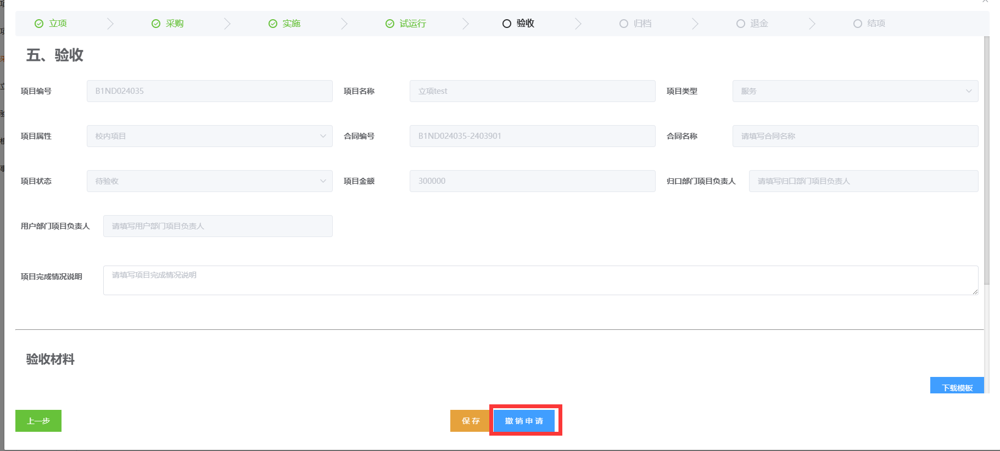 立项 采购 实施 试运行 验收 归档 退金 结项
五、验收
项目编号 B1ND024035 项目名称 立项test 项目类型 服务
项目属性 校内项目 合同编号 B1ND024035-2403901 合同名称 请填写合同名称
项目状态 待验收 项目金额 300000 归口部门项目负责人 请填写归口部门项目负责人
用户部门项目负责人 请填写用户部门项目负责人
项目完成情况说明 请填写项目完成情况说明
验收材料
下载模板
上一步 保存 撤销申请